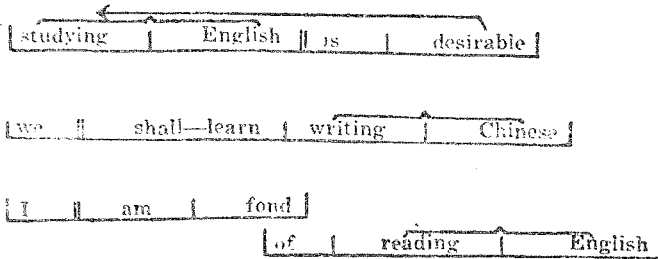 studying English is desirable
we shall—learn writing Chinese
I am fond
of reading English